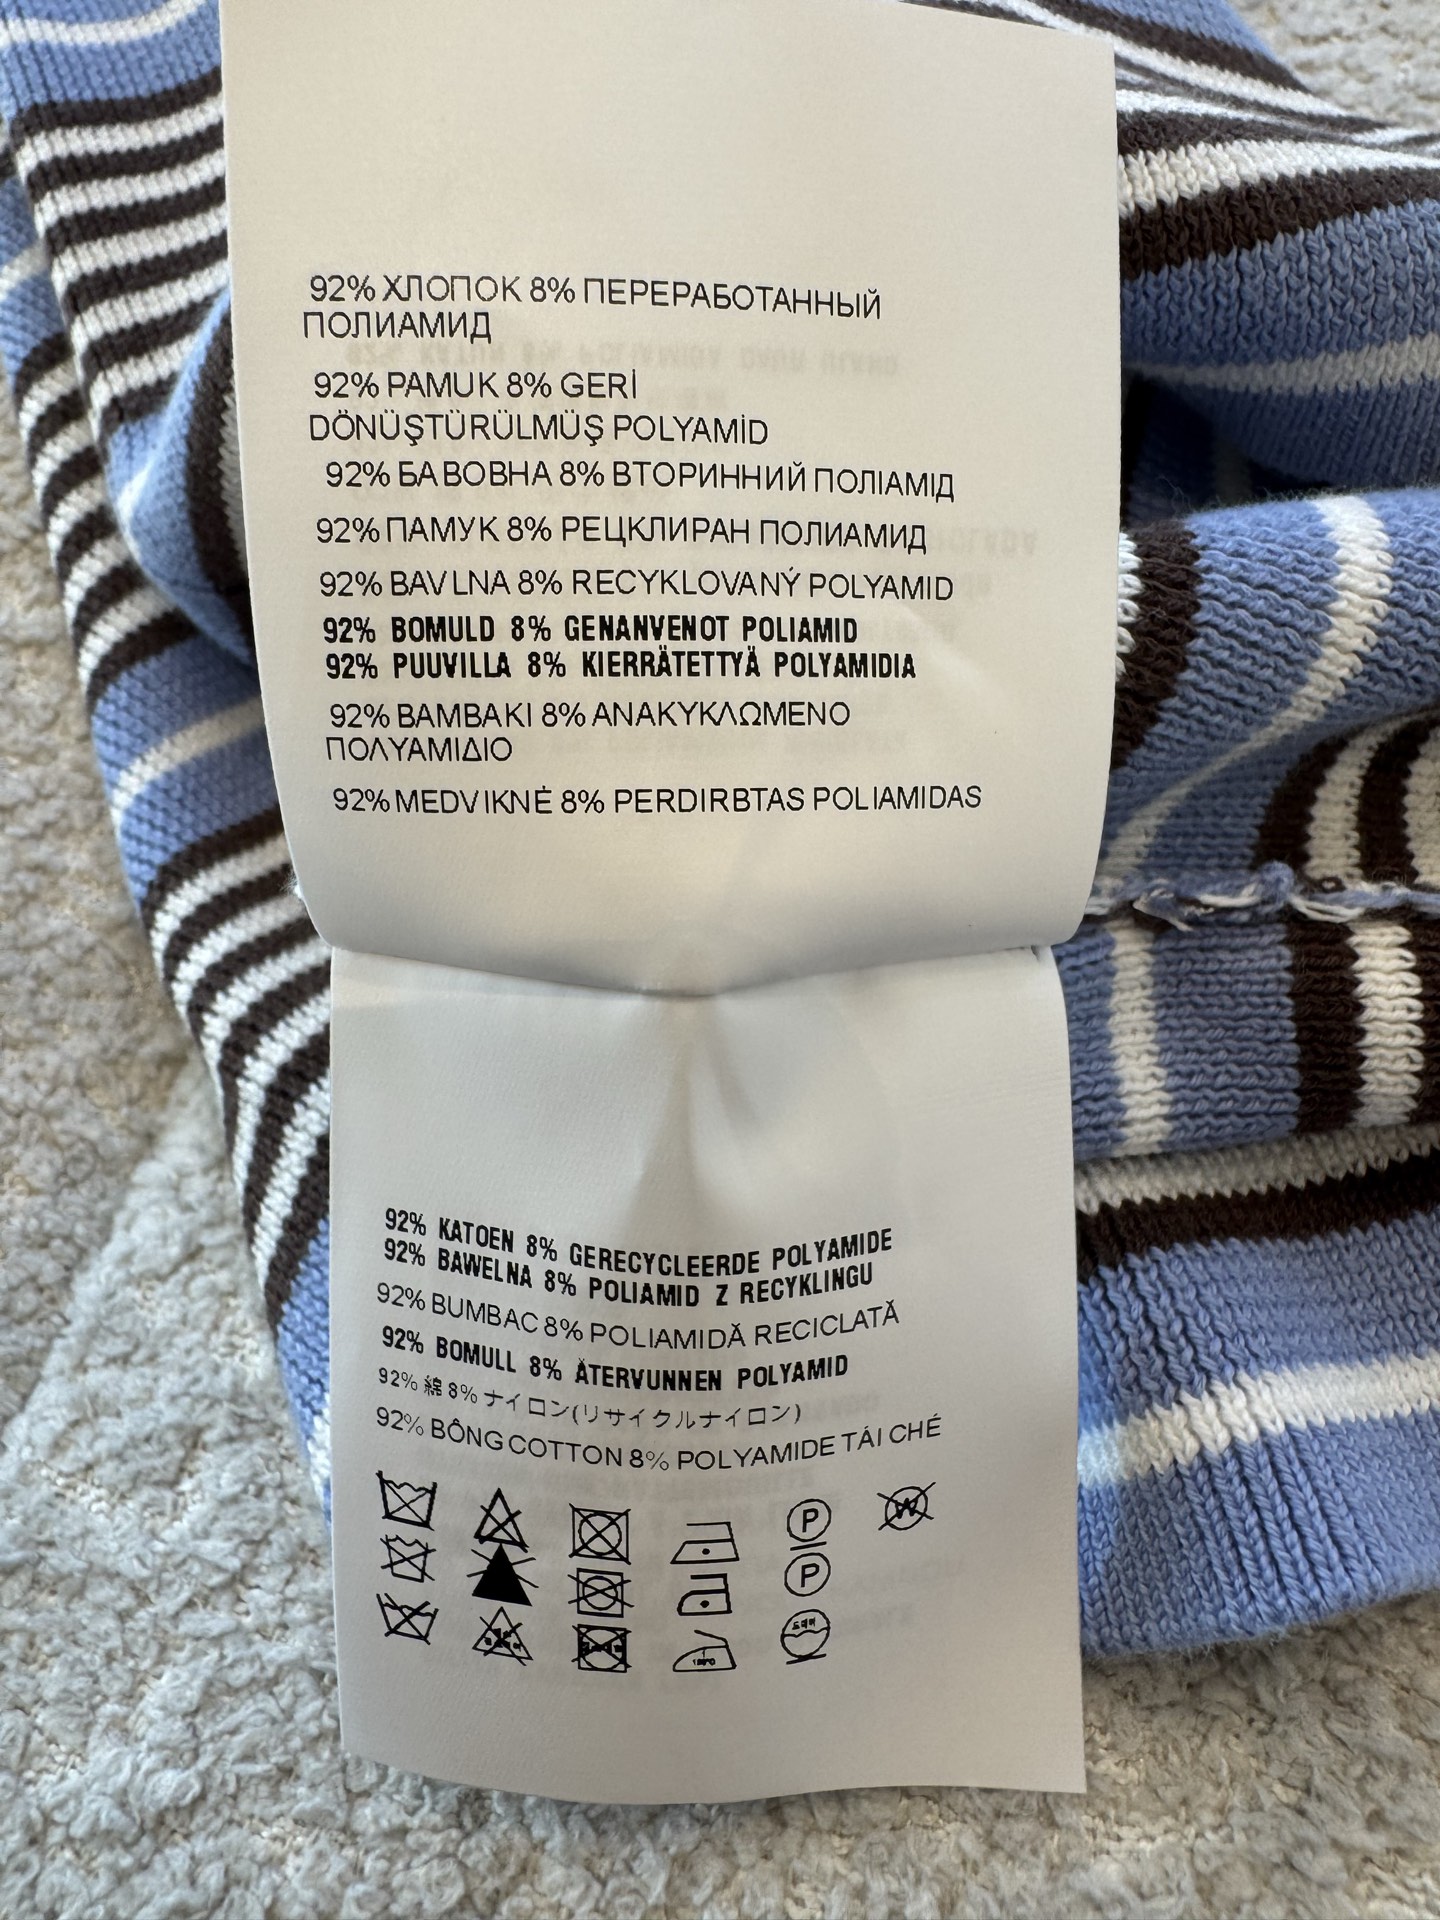 92% ХЛОПОК 8% ПЕРЕРАБОТАННЫЙ
ПОЛИАМИД
92% PAMUK 8% GERİ
DÖNÜŞTÜRÜLMÜŞ POLYAMİD
92% БАВОВНА 8% ВТОРИННИЙ ПОЛІАМІД
92% ПАМУК 8% РЕЦКЛИРАН ПОЛИАМИД
92% BAVLNA 8% RECYKLOVANÝ POLYAMID
92% BOMULD 8% GENANVENOT POLIAMID
92% PUUVILLA 8% KIERRÄTETTYÄ POLYAMIDIA
92% ΒΑΜΒΑΚΙ 8% ΑΝΑΚΥΚΛΩΜΕΝΟ
ΠΟΛΥΑΜΙΔΙΟ
92% MEDVIKNĖ 8% PERDIRBTAS POLIAMIDAS
92% KATOEN 8% GERECYCLEERDE POLYAMIDE
92% BAWELNA 8% POLIAMID Z RECYKLINGU
92% BUMBAC 8% POLIAMIDĂ RECICLATĂ
92% BOMULL 8% ÅTERVUNNEN POLYAMID
92% 綿 8% ナイロン(リサイクルナイロン)
92% BÔNG COTTON 8% POLYAMIDE TÁI CHÉ
P
W
P